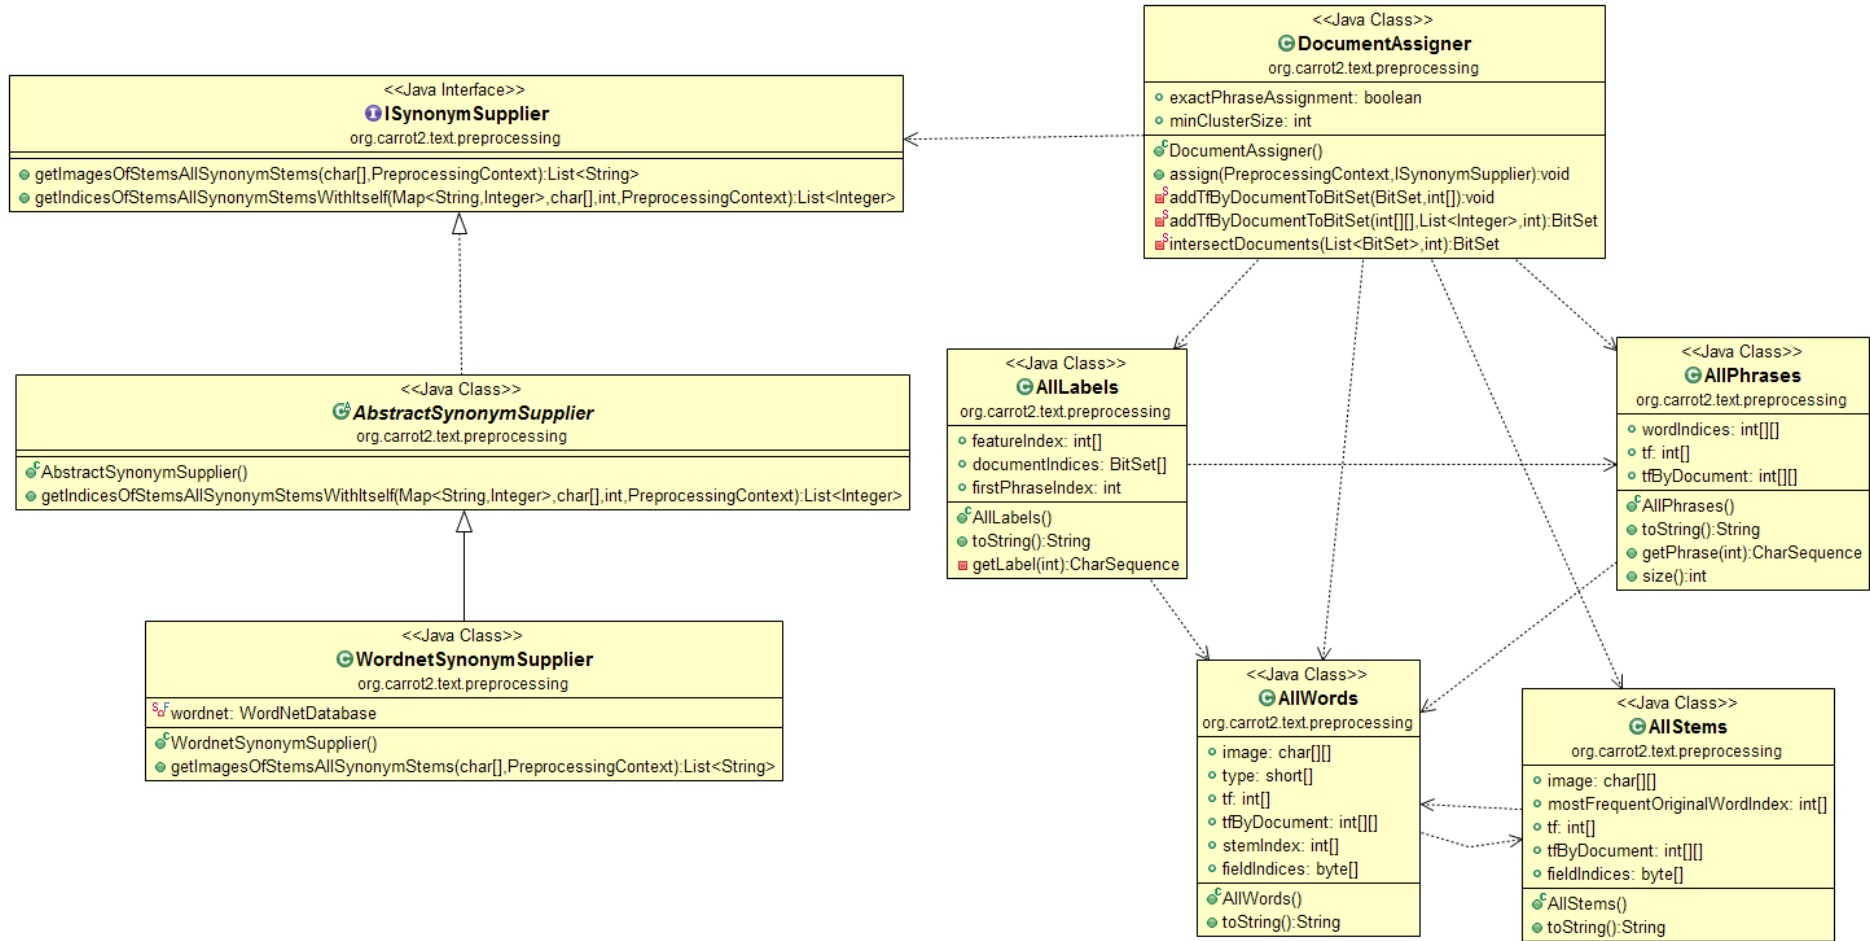 <<Java Interface>>
ISynonymSupplier
org.carrot2.text.preprocessing
getImagesOfStemsAllSynonymStems(char[],PreprocessingContext):List<String>
getIndicesOfStemsAllSynonymStemsWithItself(Map<String,Integer>,char[],int,PreprocessingContext):List<Integer>
<<Java Class>>
AbstractSynonymSupplier
org.carrot2.text.preprocessing
AbstractSynonymSupplier()
getIndicesOfStemsAllSynonymStemsWithItself(Map<String,Integer>,char[],int,PreprocessingContext):List<Integer>
<<Java Class>>
WordnetSynonymSupplier
org.carrot2.text.preprocessing
wordnet: WordNetDatabase
WordnetSynonymSupplier()
getImagesOfStemsAllSynonymStems(char[],PreprocessingContext):List<String>
<<Java Class>>
DocumentAssigner
org.carrot2.text.preprocessing
exactPhraseAssignment: boolean
minClusterSize: int
DocumentAssigner()
assign(PreprocessingContext,ISynonymSupplier):void
addTfByDocumentToBitSet(BitSet,int[]):void
addTfByDocumentToBitSet(int[][],List<Integer>,int):BitSet
intersectDocuments(List<BitSet>,int):BitSet
<<Java Class>>
AllLabels
org.carrot2.text.preprocessing
featureIndex: int[]
documentIndices: BitSet[]
firstPhraseIndex: int
AllLabels()
toString():String
getLabel(int):CharSequence
<<Java Class>>
AllPhrases
org.carrot2.text.preprocessing
wordIndices: int[][]
tf: int[]
tfByDocument: int[][]
AllPhrases()
toString():String
getPhrase(int):CharSequence
size():int
<<Java Class>>
AllWords
org.carrot2.text.preprocessing
image: char[][]
type: short[]
tf: int[]
tfByDocument: int[][]
stemIndex: int[]
fieldIndices: byte[]
AllWords()
toString():String
<<Java Class>>
AllStems
org.carrot2.text.preprocessing
image: char[][]
mostFrequentOriginalWordIndex: int[]
tf: int[]
tfByDocument: int[][]
fieldIndices: byte[]
AllStems()
toString():String